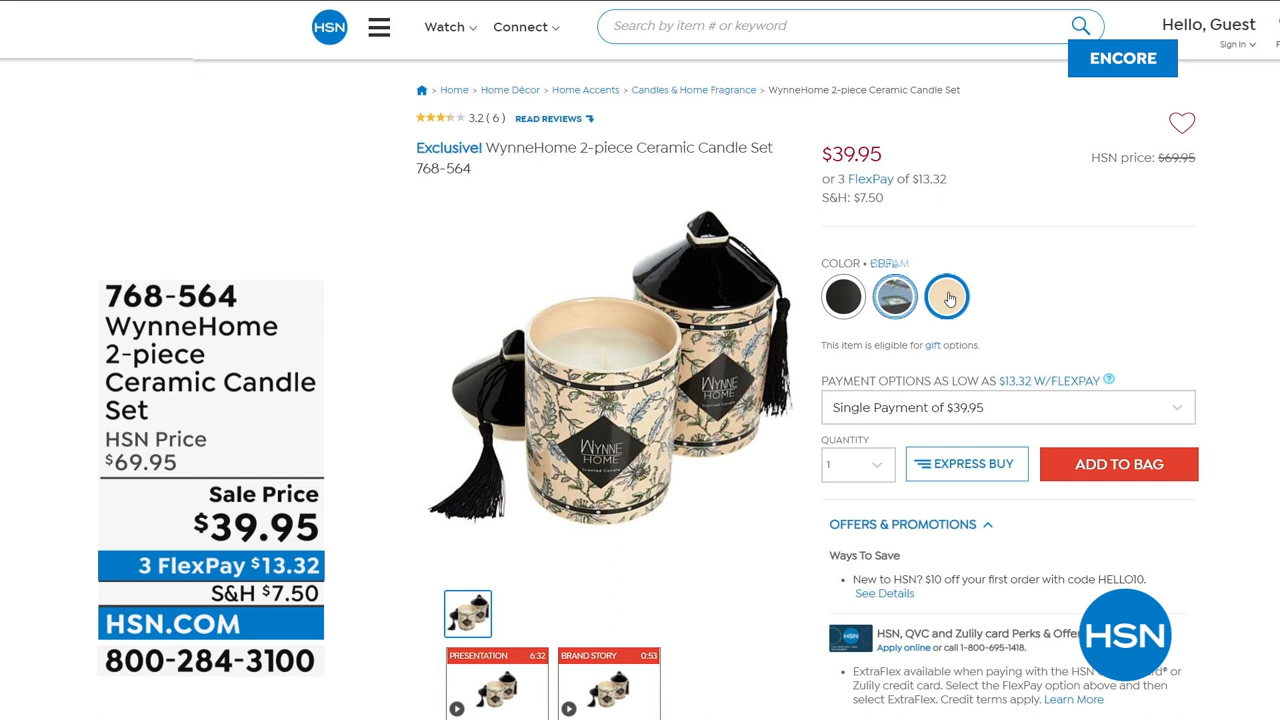 HSN
Watch
Connect
Search by item # or keyword
Hello, Guest
Sign In
ENCORE
> Home > Home Décor > Home Accents > Candles & Home Fragrance > WynneHome 2-piece Ceramic Candle Set
3.2 ( 6 ) READ REVIEWS
Exclusive! WynneHome 2-piece Ceramic Candle Set
768-564
$39.95
HSN price: $69.95
or 3 FlexPay of $13.32
S&H: $7.50
COLOR •
This item is eligible for gift options.
PAYMENT OPTIONS AS LOW AS $13.32 W/FLEXPAY ?
Single Payment of $39.95
QUANTITY
1
EXPRESS BUY
ADD TO BAG
OFFERS & PROMOTIONS
Ways To Save
• New to HSN? $10 off your first order with code HELLO10.
See Details
HSN
HSN, QVC and Zulily card Perks & Offe
Apply online or call 1-800-695-1418.
• ExtraFlex available when paying with the HSN
Zulily credit card. Select the FlexPay option above and then
select ExtraFlex. Credit terms apply. Learn More
HSN
WYNNE
HOME
Scented Candle
WYNNE
HOME
Scented Candle
PRESENTATION 6:32
BRAND STORY 0:53
768-564
WynneHome
2-piece
Ceramic Candle
Set
HSN Price
$69.95
Sale Price
$39.95
3 FlexPay $13.32
S&H $7.50
HSN.COM
800-284-3100